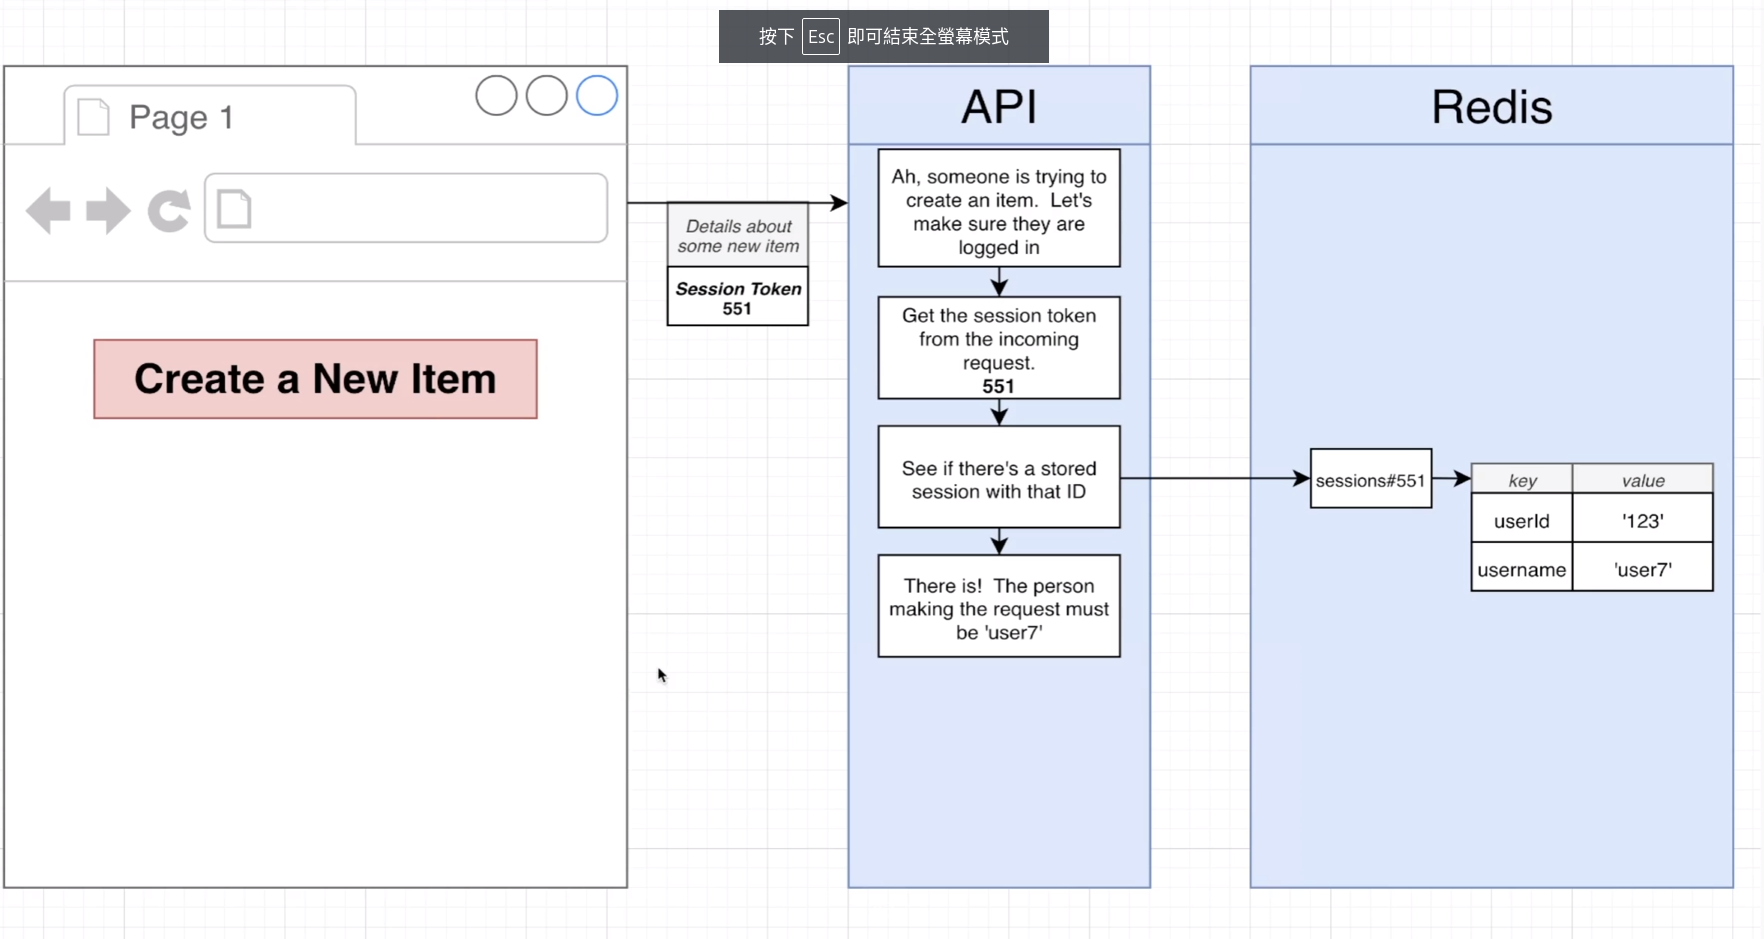 按下 Esc 即可結束全螢幕模式
Page 1
Create a New Item
Details about
some new item
Session Token
551
API
Ah, someone is trying to
create an item. Let's
make sure they are
logged in
Get the session token
from the incoming
request.
551
See if there's a stored
session with that ID
There is! The person
making the request must
be 'user7'
Redis
sessions#551
key value
userId '123'
username 'user7'